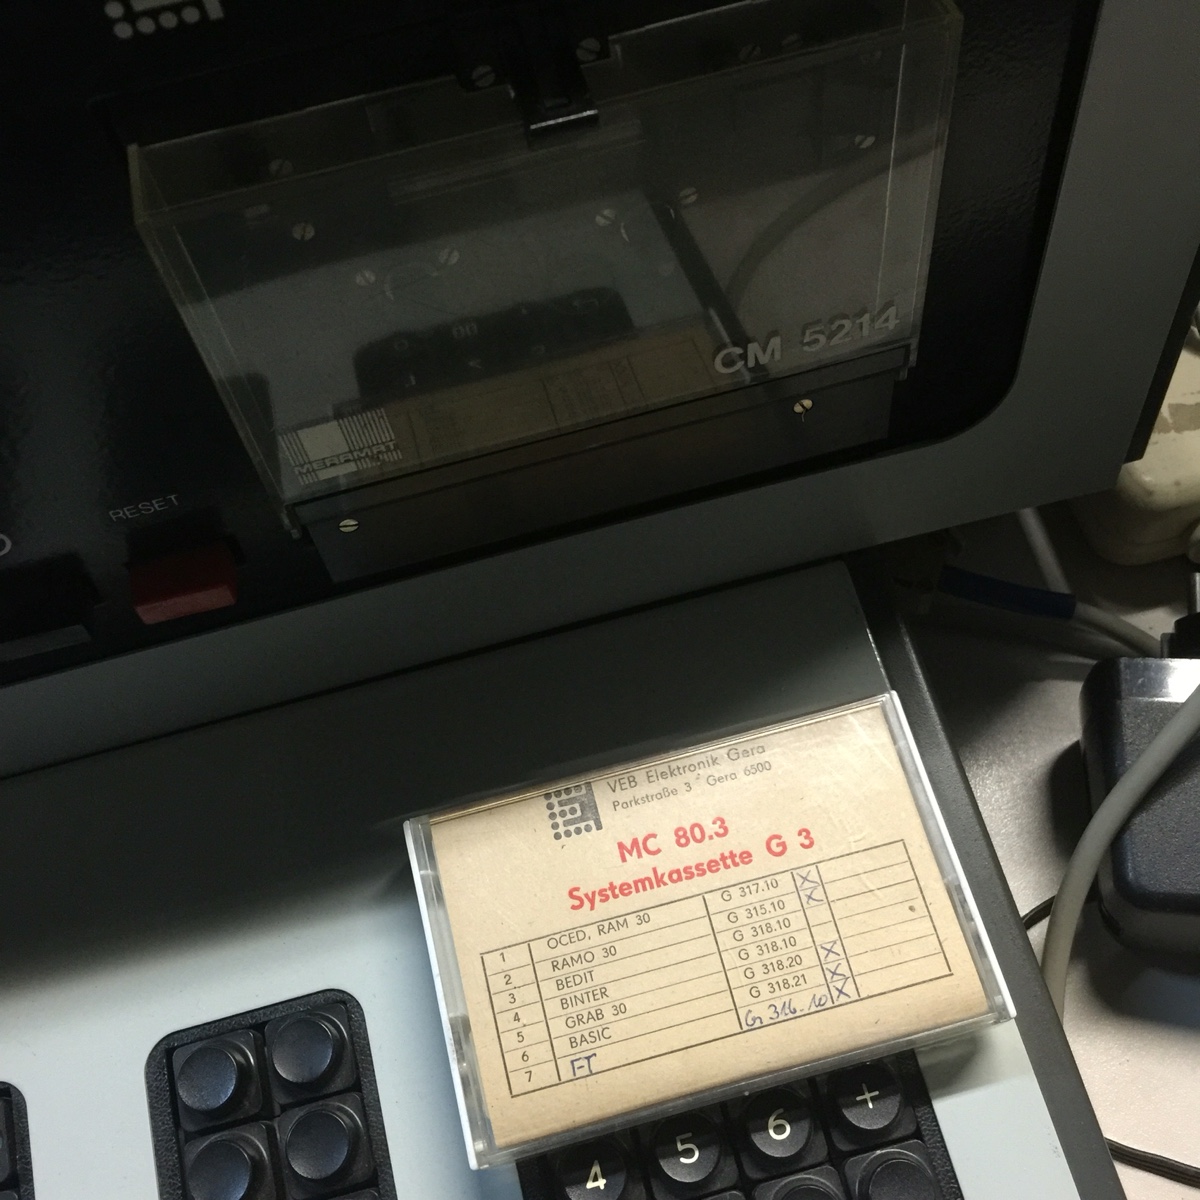 CM 5214
MERAMAT
RESET
VEB Elektronik Gera
Parkstraße 3 Gera 6500
MC 80.3
Systemkassette G 3
1 OCED, RAM 30 G 317.10 X
2 RAMO 30 G 315.10 X
3 BEDIT G 318.10
4 BINTER G 318.10
5 GRAB 30 G 318.20 X
6 BASIC G 318.21 X
7 FT G 316.10 X
4 5 6 +